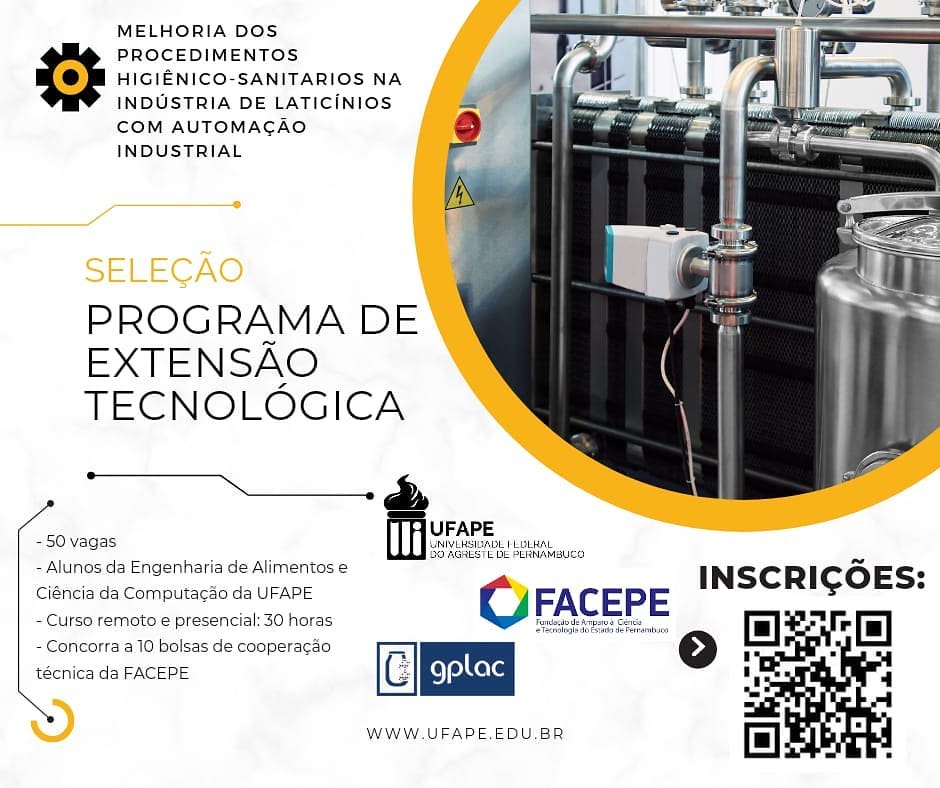 MELHORIA DOS
PROCEDIMENTOS
HIGIÊNICO-SANITARIOS NA
INDÚSTRIA DE LATICÍNIOS
COM AUTOMAÇÃO
INDUSTRIAL
SELEÇÃO
PROGRAMA DE
EXTENSÃO
TECNOLÓGICA
- 50 vagas
- Alunos da Engenharia de Alimentos e
Ciência da Computação da UFAPE
- Curso remoto e presencial: 30 horas
- Concorra a 10 bolsas de cooperação
técnica da FACEPE
UFAPE
UNIVERSIDADE FEDERAL
DO AGRESTE DE PERNAMBUCO
FACEPE
Fundação de Amparo à Ciência
e Tecnologia do Estado de Pernambuco
gplac
WWW.UFAPE.EDU.BR
INSCRIÇÕES: